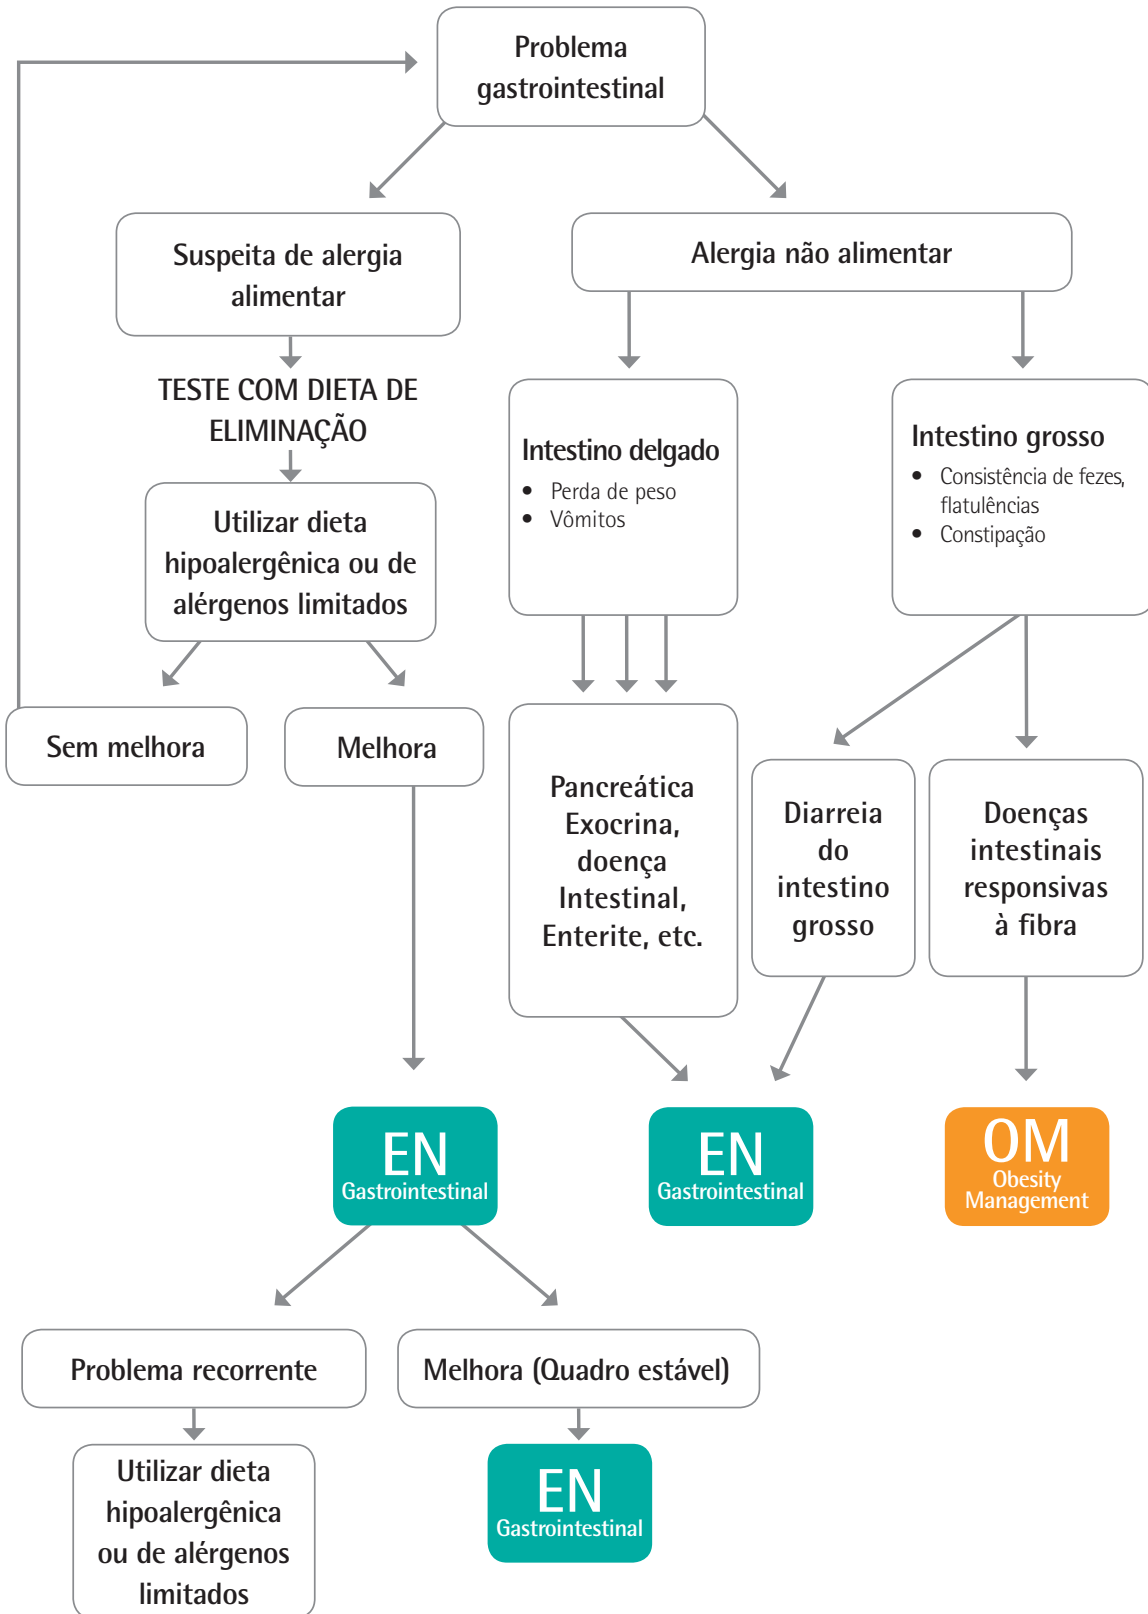 Problema
gastrointestinal
Suspeita de alergia
alimentar
Alergia não alimentar
TESTE COM DIETA DE
ELIMINAÇÃO
Utilizar dieta
hipoalergênica ou de
alérgenos limitados
Intestino delgado
• Perda de peso
• Vômitos
Intestino grosso
• Consistência de fezes,
flatulências
• Constipação
Sem melhora
Melhora
Pancreática
Exocrina,
doença
Intestinal,
Enterite, etc.
Diarreia
do
intestino
grosso
Doenças
intestinais
responsivas
à fibra
EN
Gastrointestinal
EN
Gastrointestinal
OM
Obesity
Management
Problema recorrente
Melhora (Quadro estável)
Utilizar dieta
hipoalergênica
ou de alérgenos
limitados
EN
Gastrointestinal